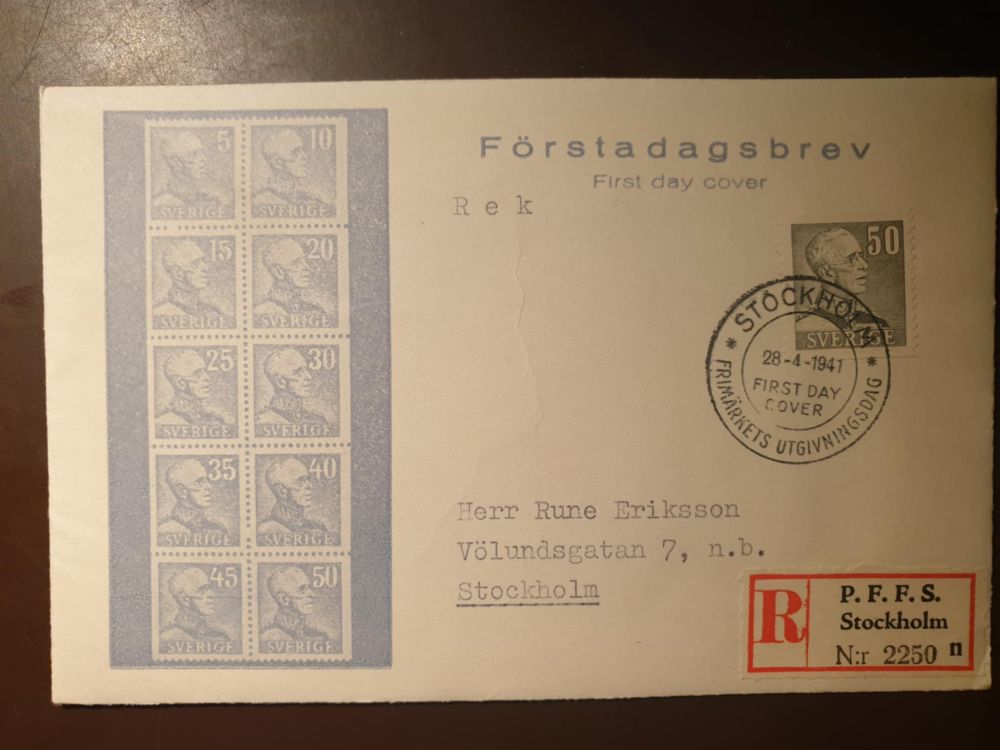 5 10
SVERIGE SVERIGE
15 20
SVERIGE SVERIGE
25 30
SVERIGE SVERIGE
35 40
SVERIGE SVERIGE
45 50
SVERIGE SVERIGE
Förstadagsbrev
First day cover
Rek
50
SVERIGE
* STOCKHOLM *
28-4-1941
FIRST DAY
COVER
FRIMÄRKETS UTGIVNINGSDAG
Herr Rune Eriksson
Völundsgatan 7, n.b.
Stockholm
R
P. F. F. S.
Stockholm
N:r 2250 n